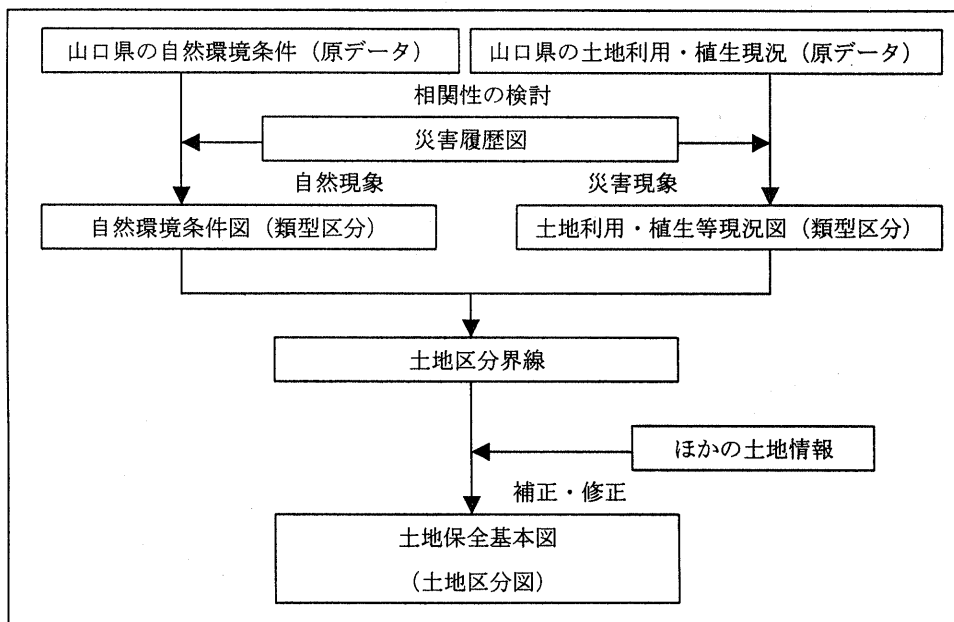 山口県の自然環境条件（原データ）
山口県の土地利用・植生現況（原データ）
相関性の検討
災害履歴図
自然現象
災害現象
自然環境条件図（類型区分）
土地利用・植生等現況図（類型区分）
土地区分界線
ほかの土地情報
補正・修正
土地保全基本図
（土地区分図）